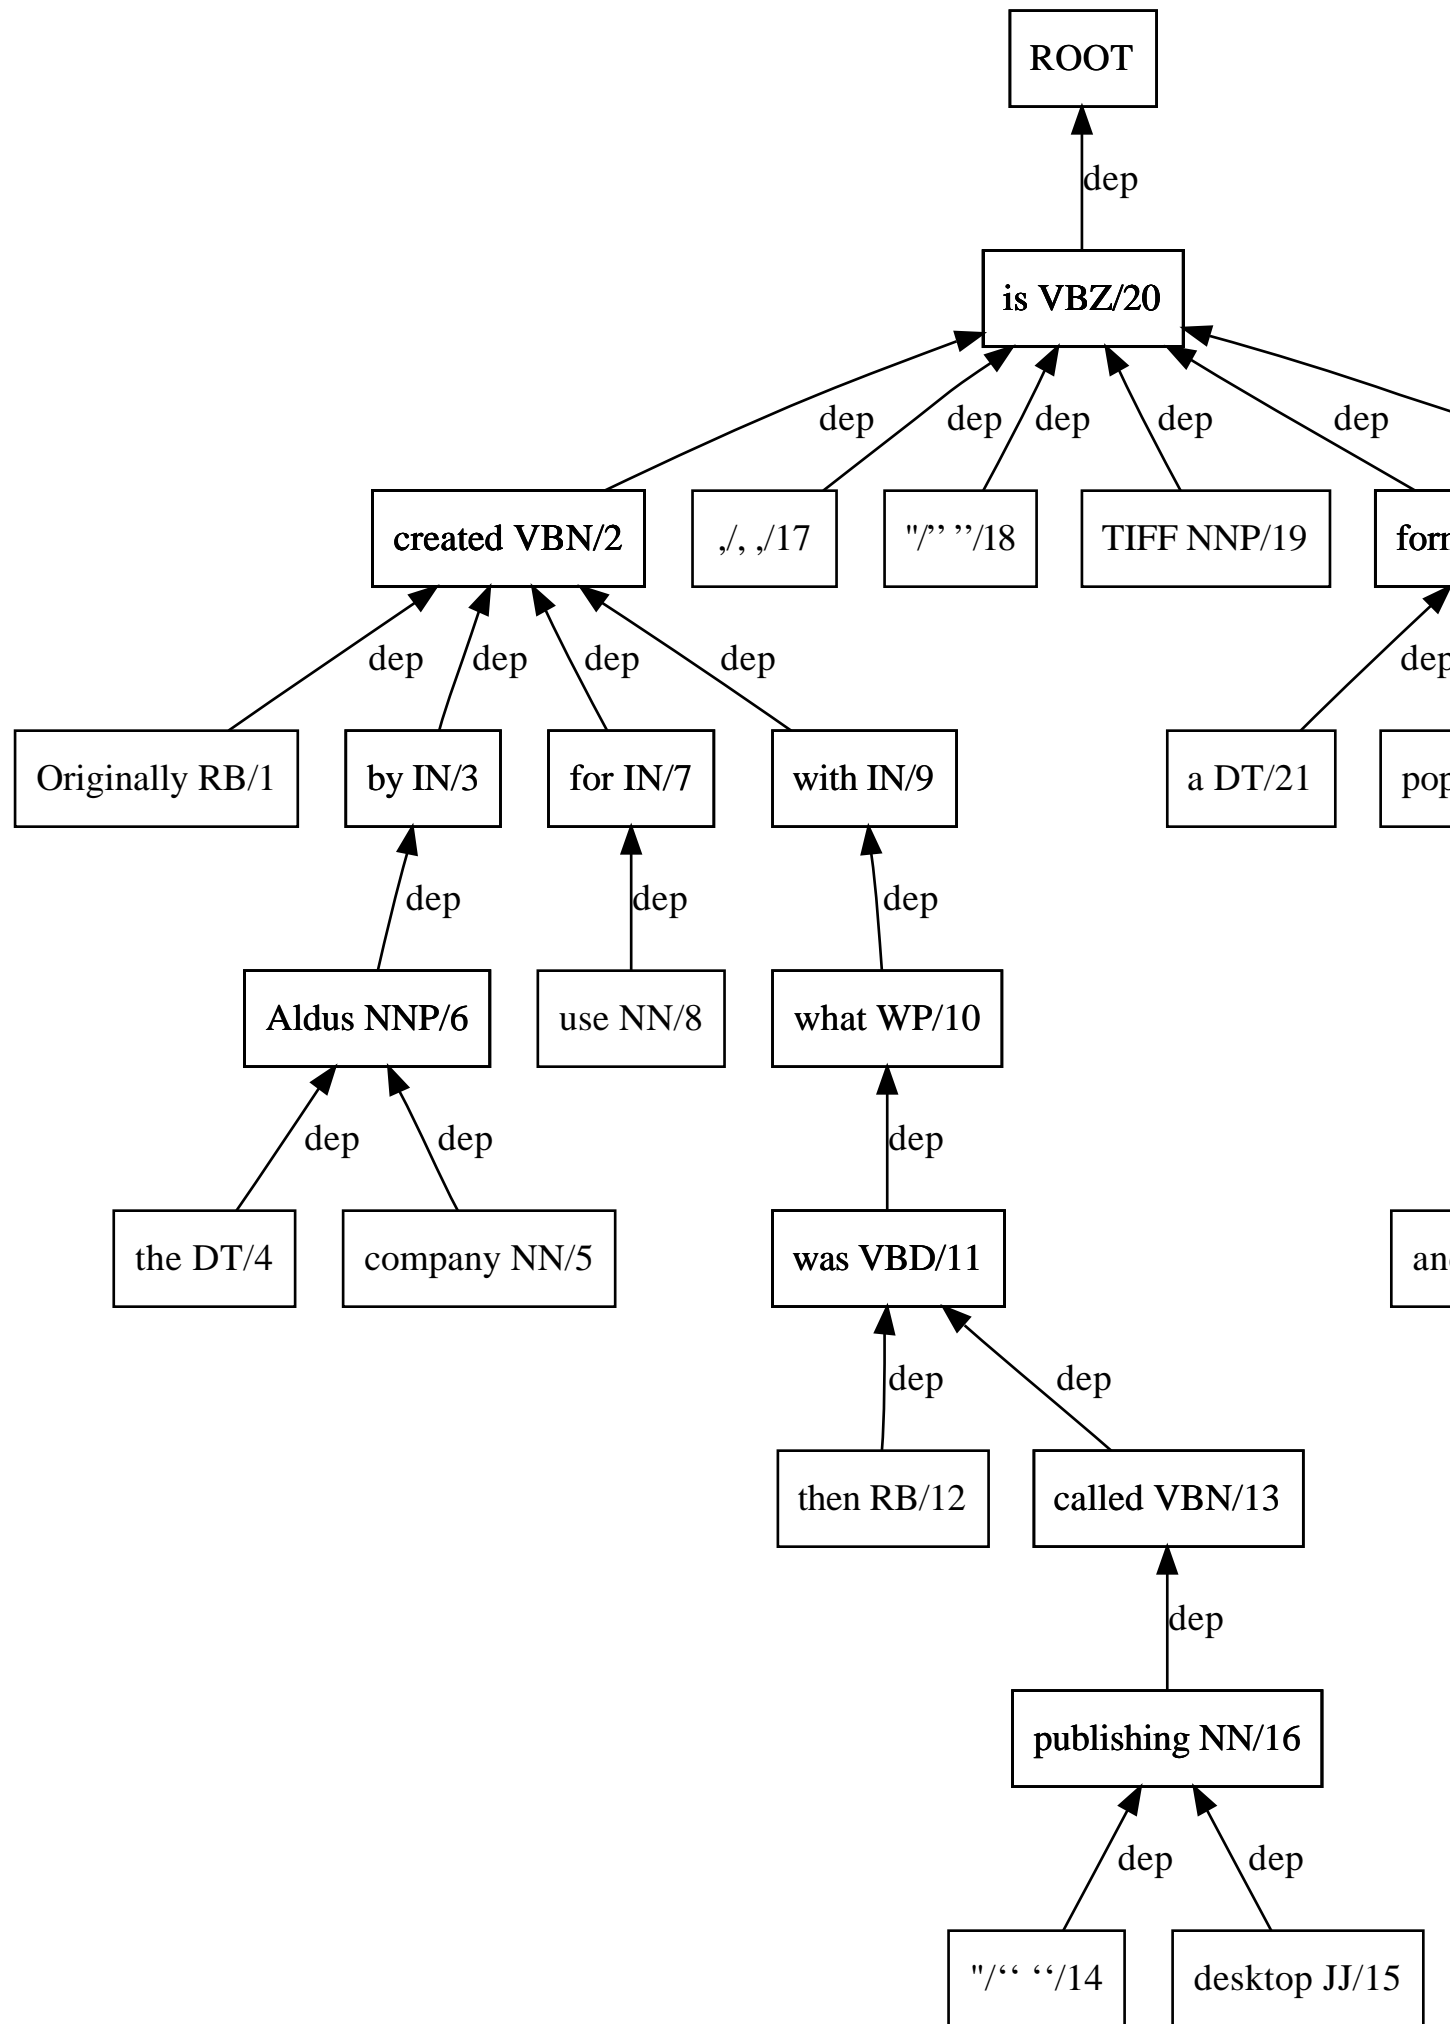 ROOT
dep
is VBZ/20
dep dep dep dep dep
created VBN/2 ,/, ,/17 "/” ”/18 TIFF NNP/19
dep dep dep dep dep
Originally RB/1 by IN/3 for IN/7 with IN/9 a DT/21
dep dep dep
Aldus NNP/6 use NN/8 what WP/10
dep dep dep
the DT/4 company NN/5 was VBD/11
dep dep
then RB/12 called VBN/13
dep
publishing NN/16
dep dep
"/“ “/14 desktop JJ/15